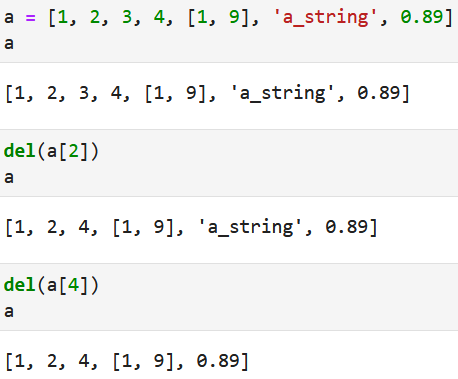 a = [1, 2, 3, 4, [1, 9], 'a_string', 0.89]
a
[1, 2, 3, 4, [1, 9], 'a_string', 0.89]
del(a[2])
a
[1, 2, 4, [1, 9], 'a_string', 0.89]
del(a[4])
a
[1, 2, 4, [1, 9], 0.89]